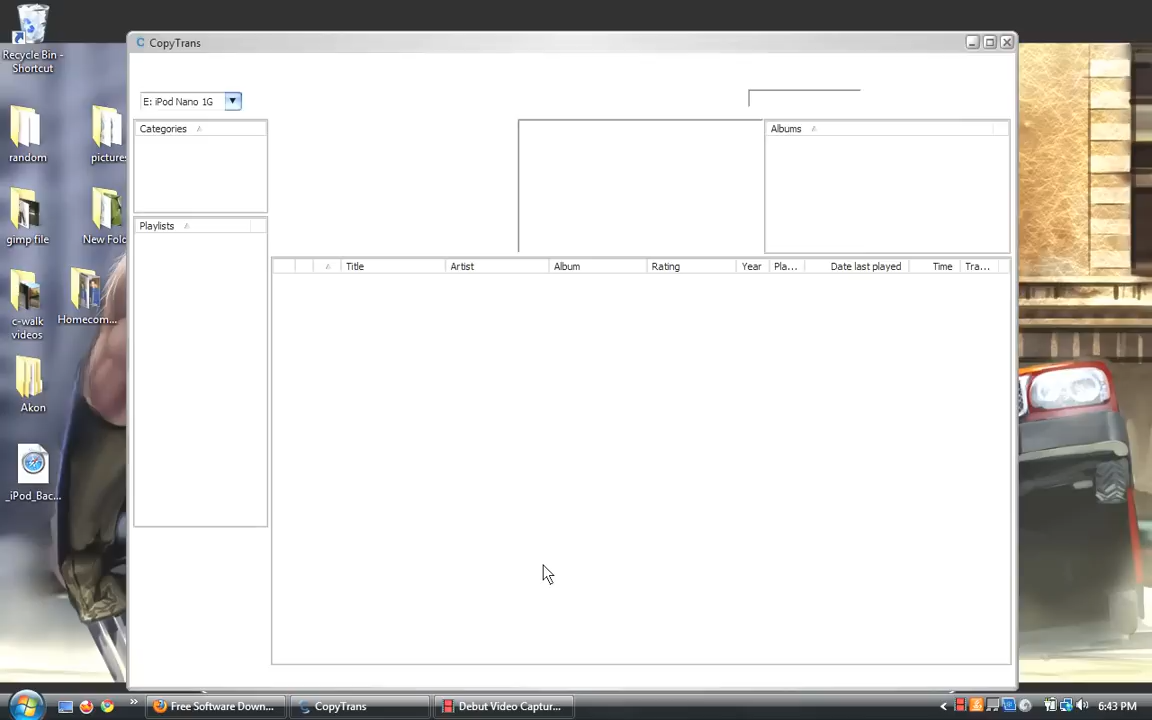 Recycle Bin -
Shortcut
random
pictures
gimp file
New Fold
c-walk
videos
Homecom...
Akon
_iPod_Bac...
CopyTrans
E: iPod Nano 1G
Categories
Albums
Playlists
Title Artist Album Rating Year Pla... Date last played Time Tra...
Free Software Down...
CopyTrans
Debut Video Captur...
6:43 PM